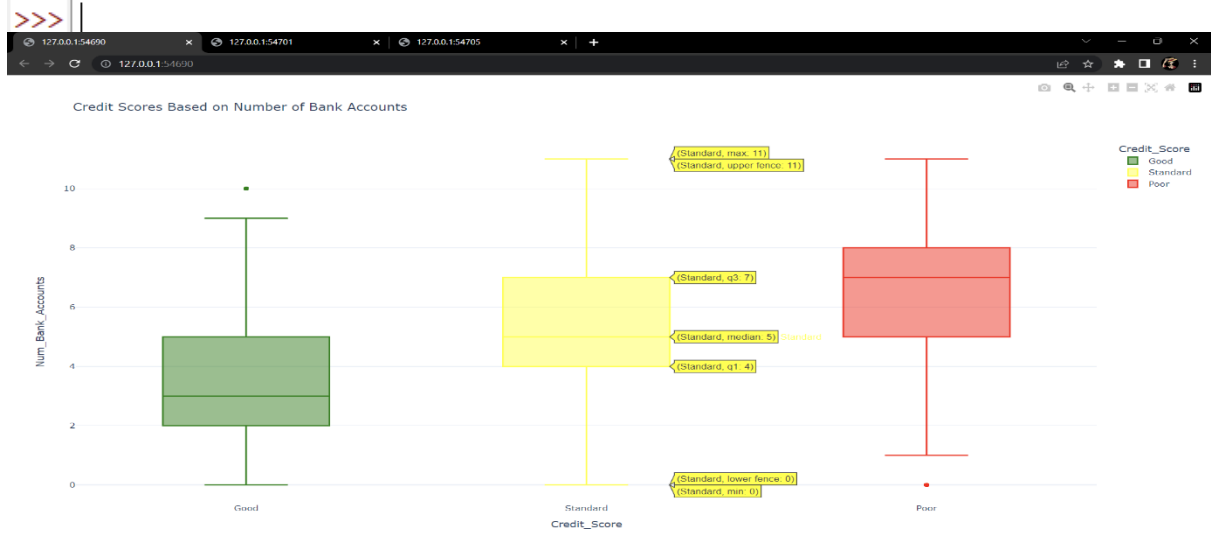 >>>
127.0.0.1:54690 127.0.0.1:54701 127.0.0.1:54705
127.0.0.1:54690
Credit Scores Based on Number of Bank Accounts
Credit_Score
Good
Standard
Poor
(Standard, max: 11)
(Standard, upper fence: 11)
(Standard, q3: 7)
(Standard, median: 5) Standard
(Standard, q1: 4)
(Standard, lower fence: 0)
(Standard, min: 0)
Num_Bank_Accounts
10
8
6
4
2
0
Good Standard Poor
Credit_Score